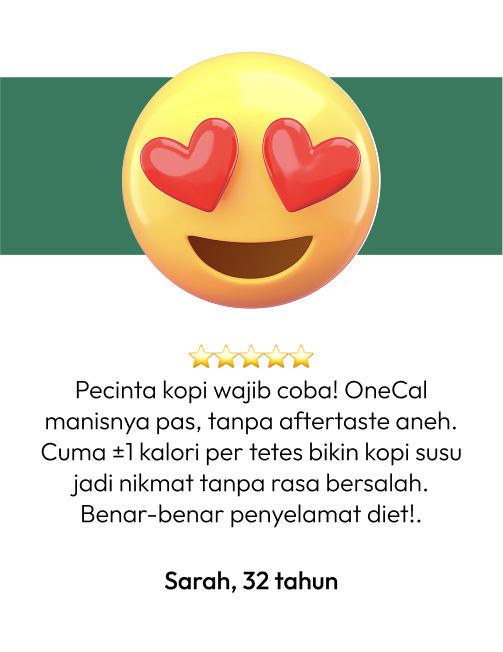 ⭐⭐⭐⭐⭐
Pecinta kopi wajib coba! OneCal
manisnya pas, tanpa aftertaste aneh.
Cuma ±1 kalori per tetes bikin kopi susu
jadi nikmat tanpa rasa bersalah.
Benar-benar penyelamat diet!.
Sarah, 32 tahun